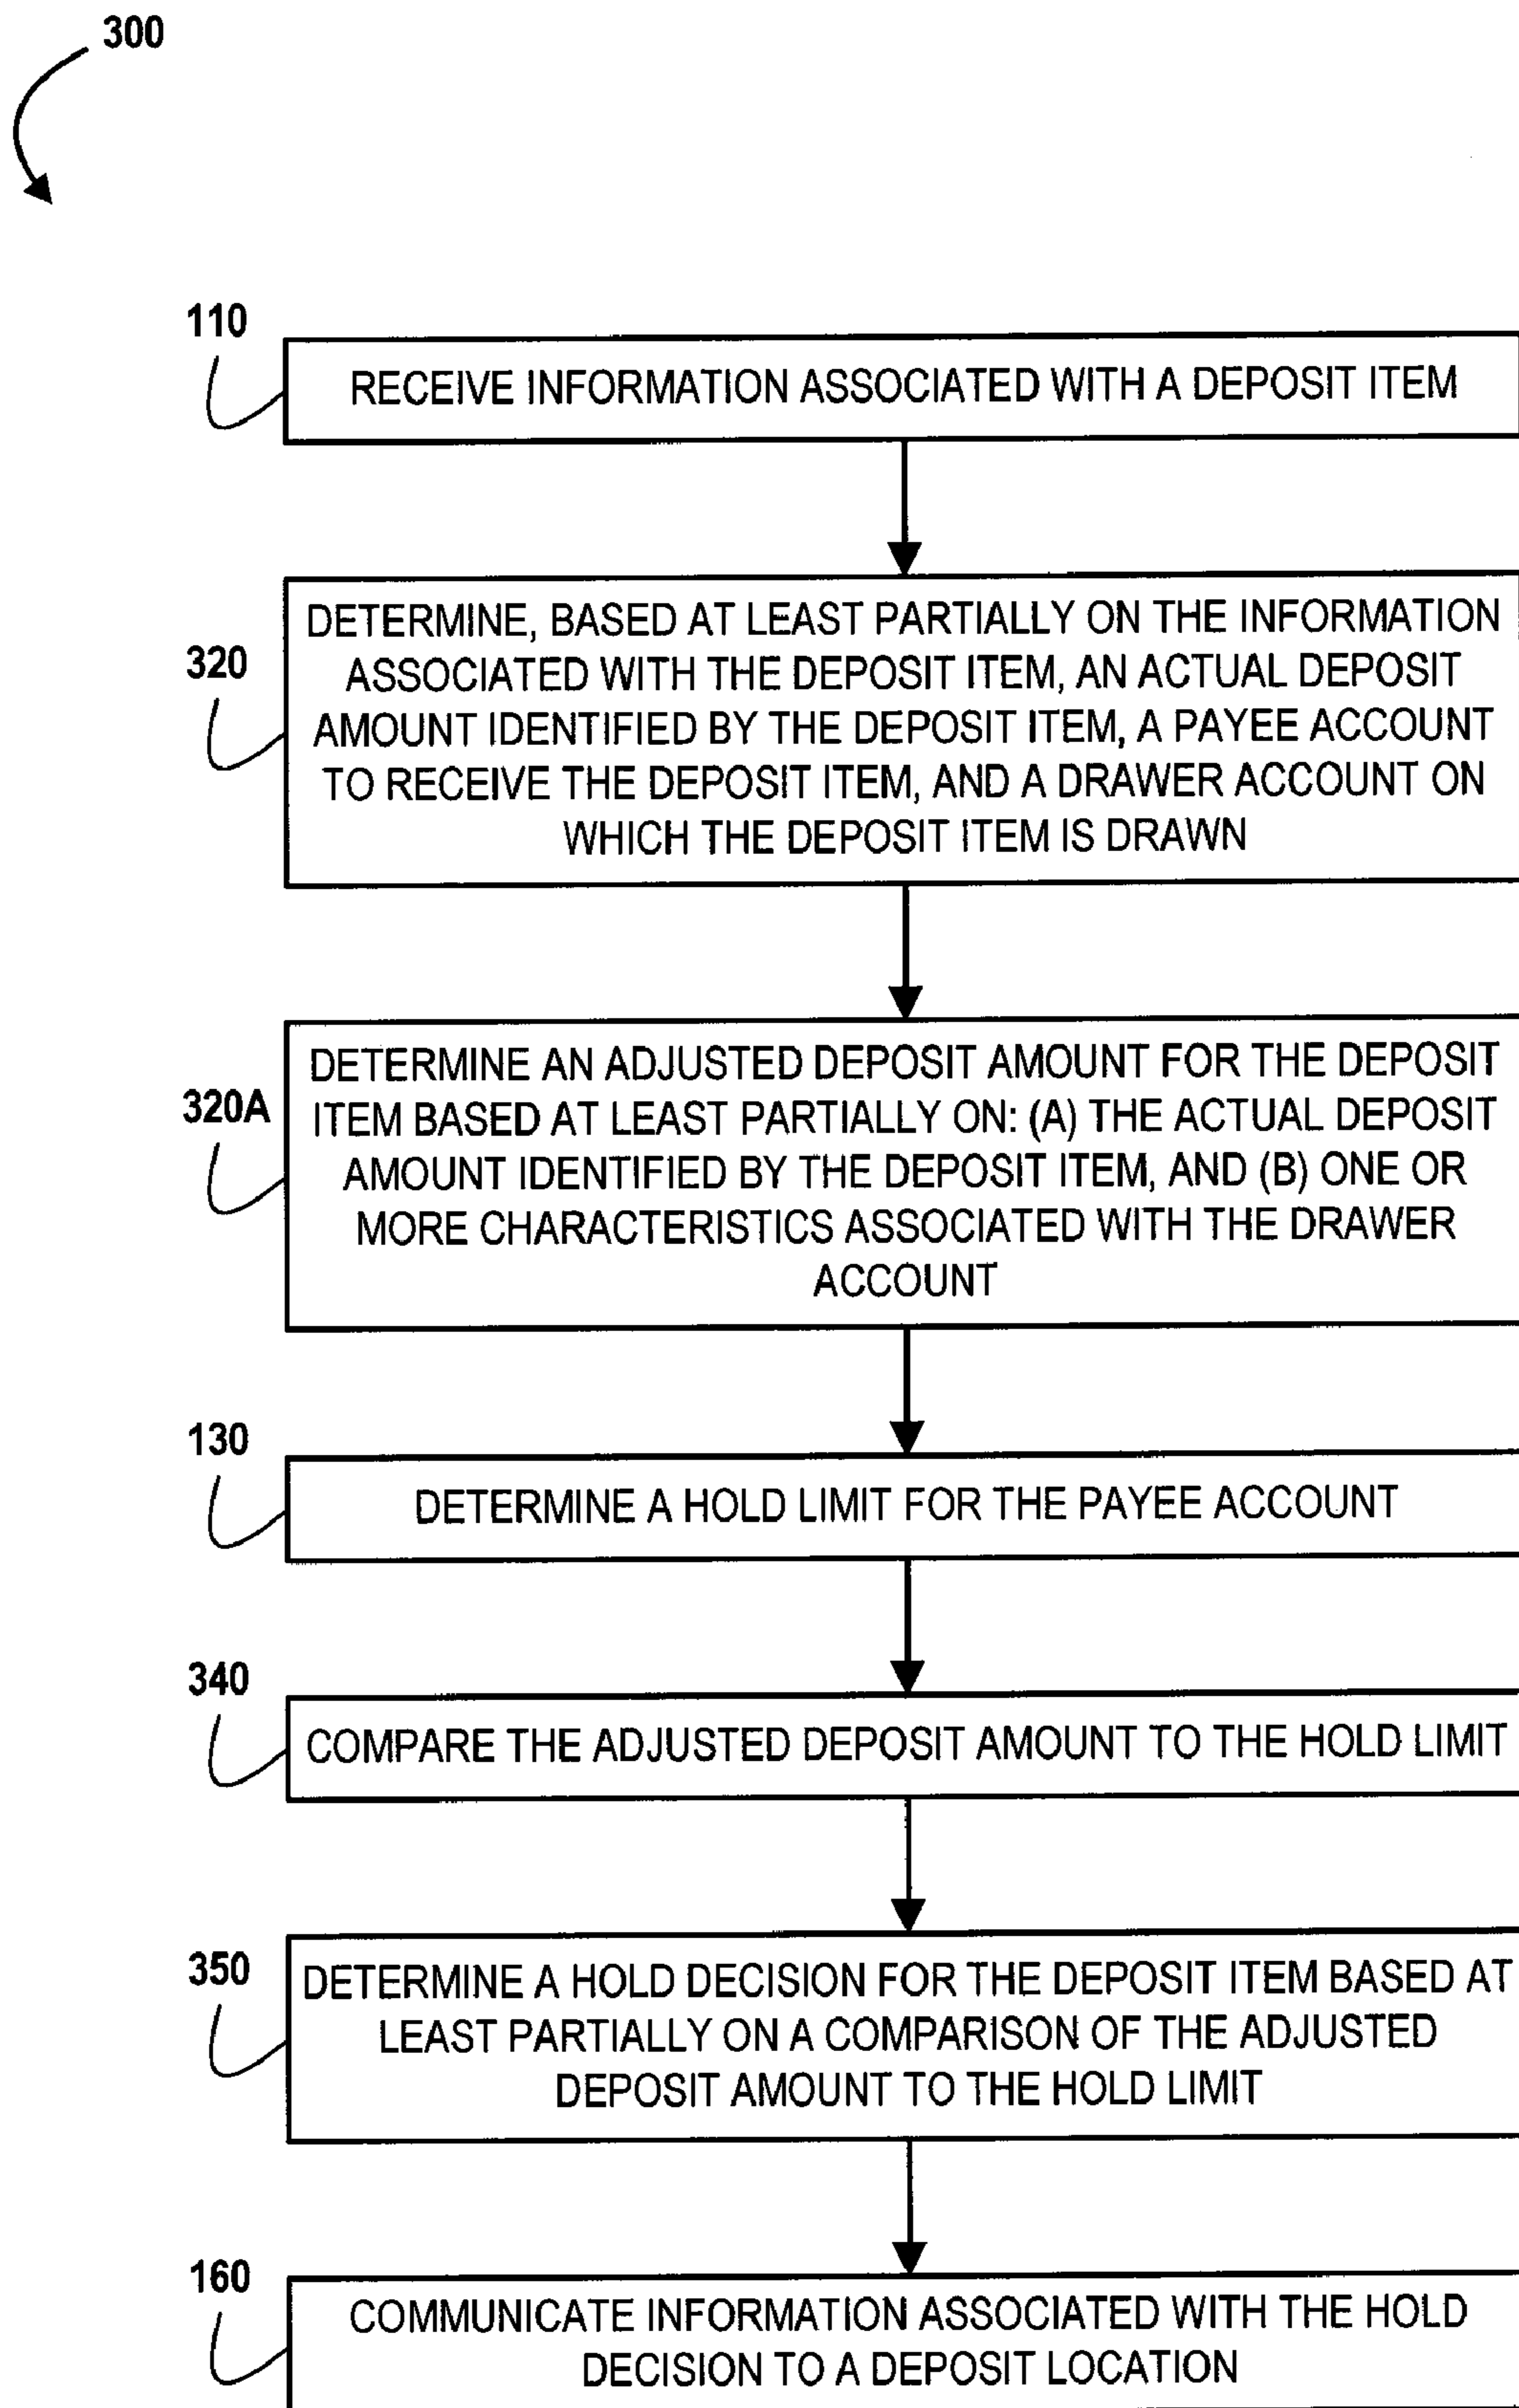 300
110
RECEIVE INFORMATION ASSOCIATED WITH A DEPOSIT ITEM
320
DETERMINE, BASED AT LEAST PARTIALLY ON THE INFORMATION
ASSOCIATED WITH THE DEPOSIT ITEM, AN ACTUAL DEPOSIT
AMOUNT IDENTIFIED BY THE DEPOSIT ITEM, A PAYEE ACCOUNT
TO RECEIVE THE DEPOSIT ITEM, AND A DRAWER ACCOUNT ON
WHICH THE DEPOSIT ITEM IS DRAWN
320A
DETERMINE AN ADJUSTED DEPOSIT AMOUNT FOR THE DEPOSIT
ITEM BASED AT LEAST PARTIALLY ON: (A) THE ACTUAL DEPOSIT
AMOUNT IDENTIFIED BY THE DEPOSIT ITEM, AND (B) ONE OR
MORE CHARACTERISTICS ASSOCIATED WITH THE DRAWER
ACCOUNT
130
DETERMINE A HOLD LIMIT FOR THE PAYEE ACCOUNT
340
COMPARE THE ADJUSTED DEPOSIT AMOUNT TO THE HOLD LIMIT
350
DETERMINE A HOLD DECISION FOR THE DEPOSIT ITEM BASED AT
LEAST PARTIALLY ON A COMPARISON OF THE ADJUSTED
DEPOSIT AMOUNT TO THE HOLD LIMIT
160
COMMUNICATE INFORMATION ASSOCIATED WITH THE HOLD
DECISION TO A DEPOSIT LOCATION